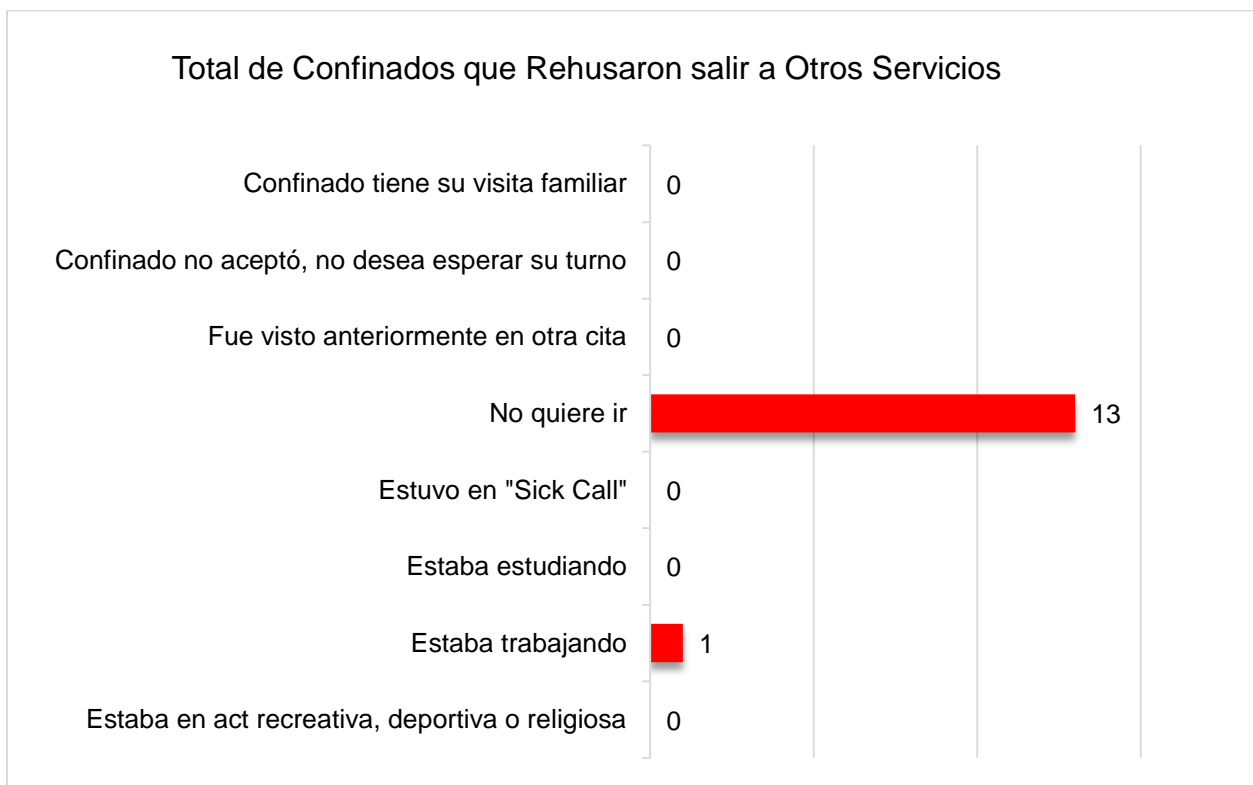 Total de Confinados que Rehusaron salir a Otros Servicios
Confinado tiene su visita familiar 0
Confinado no aceptó, no desea esperar su turno 0
Fue visto anteriormente en otra cita 0
No quiere ir 13
Estuvo en "Sick Call" 0
Estaba estudiando 0
Estaba trabajando 1
Estaba en act recreativa, deportiva o religiosa 0